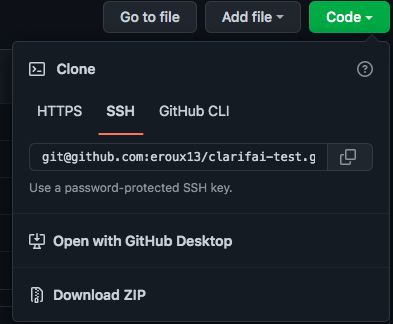 Go to file
Add file
Code
Clone
HTTPS
SSH
GitHub CLI
git@github.com:eroux13/clarifai-test.g
Use a password-protected SSH key.
Open with GitHub Desktop
Download ZIP